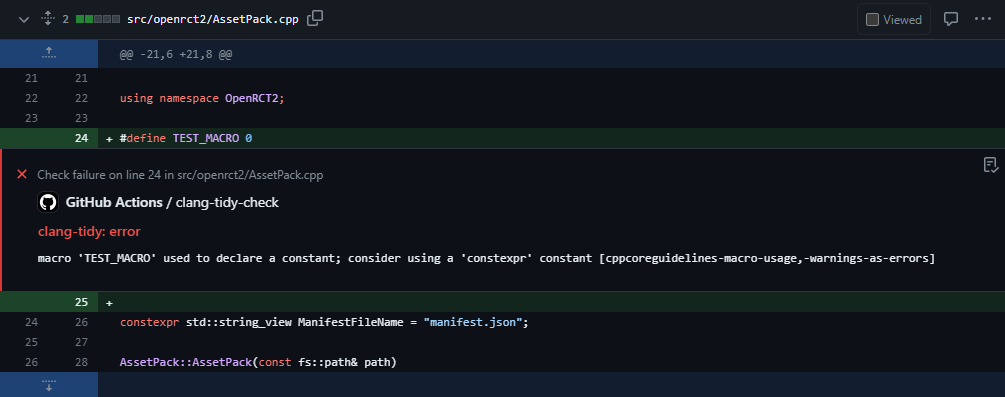 2 src/openrct2/AssetPack.cpp Viewed
@@ -21,6 +21,8 @@
21 21
22 22 using namespace OpenRCT2;
23 23
24 + #define TEST_MACRO 0
Check failure on line 24 in src/openrct2/AssetPack.cpp
GitHub Actions / clang-tidy-check
clang-tidy: error
macro 'TEST_MACRO' used to declare a constant; consider using a 'constexpr' constant [cppcoreguidelines-macro-usage,-warnings-as-errors]
25 +
24 26 constexpr std::string_view ManifestFileName = "manifest.json";
25 27
26 28 AssetPack::AssetPack(const fs::path& path)